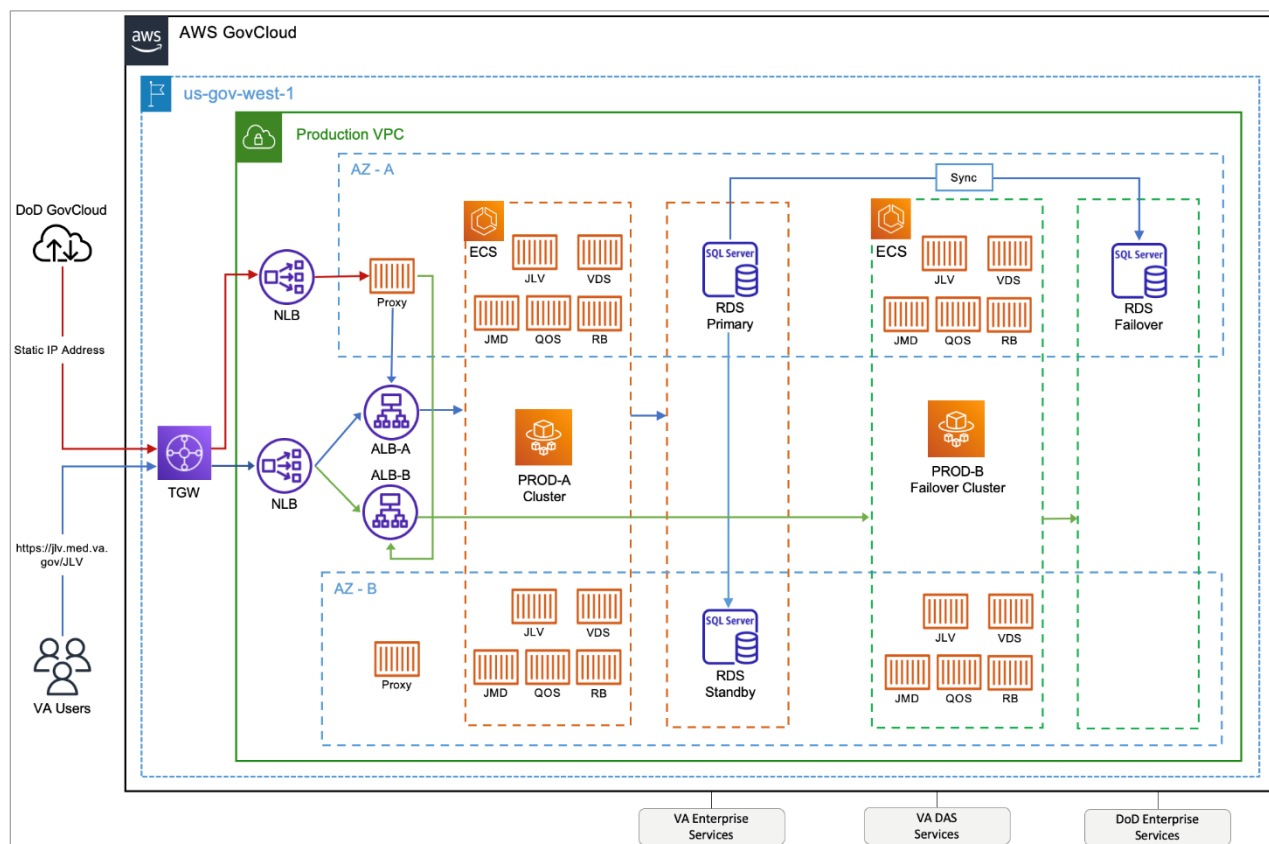 aws
AWS GovCloud
us-gov-west-1
Production VPC
AZ - A
Sync
DoD GovCloud
ECS
JLV
VDS
JMD
QOS
RB
SQL Server
RDS
Primary
ECS
JLV
VDS
JMD
QOS
RB
SQL Server
RDS
Failover
NLB
Proxy
Static IP Address
TGW
NLB
ALB-A
ALB-B
PROD-A
Cluster
PROD-B
Failover Cluster
https://jlv.med.va.
gov/JLV
VA Users
AZ - B
Proxy
JLV
VDS
JMD
QOS
RB
SQL Server
RDS
Standby
JLV
VDS
JMD
QOS
RB
VA Enterprise
Services
VA DAS
Services
DoD Enterprise
Services